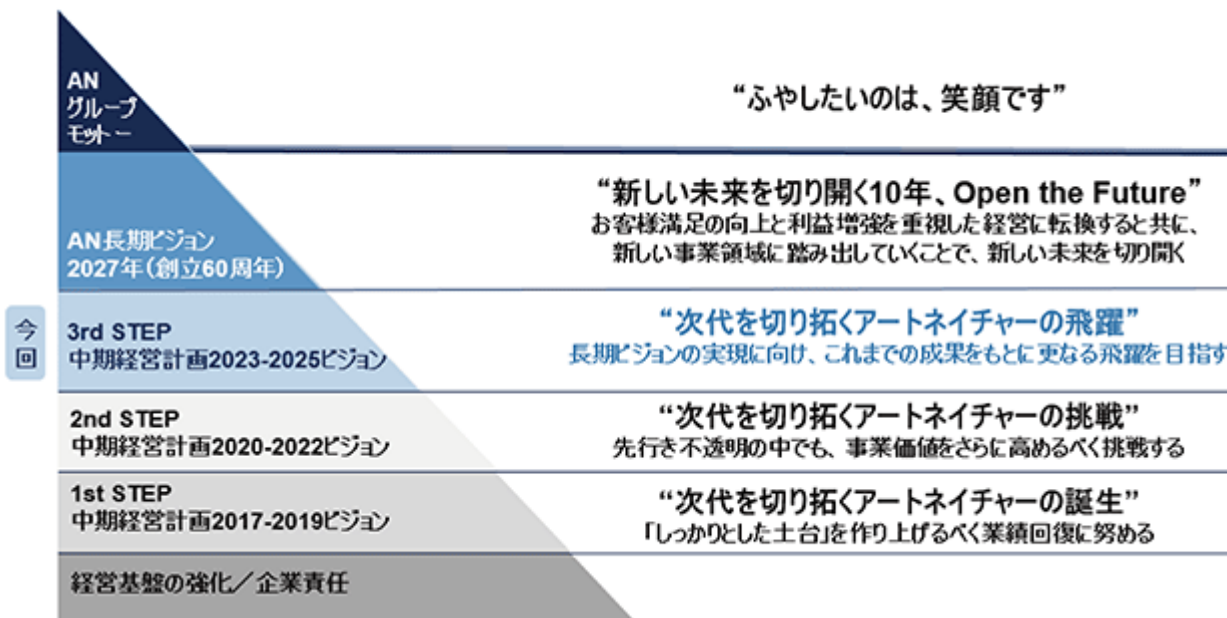 AN
グループ
モットー
“ふやしたいのは、笑顔です”
AN長期ビジョン
2027年(創立60周年)
“新しい未来を切り開く10年、Open the Future”
お客様満足の向上と利益増強を重視した経営に転換すると共に、
新しい事業領域に踏み出していくことで、新しい未来を切り開く
今回
3rd STEP
中期経営計画2023-2025ビジョン
“次代を切り拓くアートネイチャーの飛躍”
長期ビジョンの実現に向け、これまでの成果をもとに更なる飛躍を目指す
2nd STEP
中期経営計画2020-2022ビジョン
“次代を切り拓くアートネイチャーの挑戦”
先行き不透明の中でも、事業価値をさらに高めるべく挑戦する
1st STEP
中期経営計画2017-2019ビジョン
“次代を切り拓くアートネイチャーの誕生”
「しっかりとした土台」を作り上げるべく業績回復に努める
経営基盤の強化／企業責任